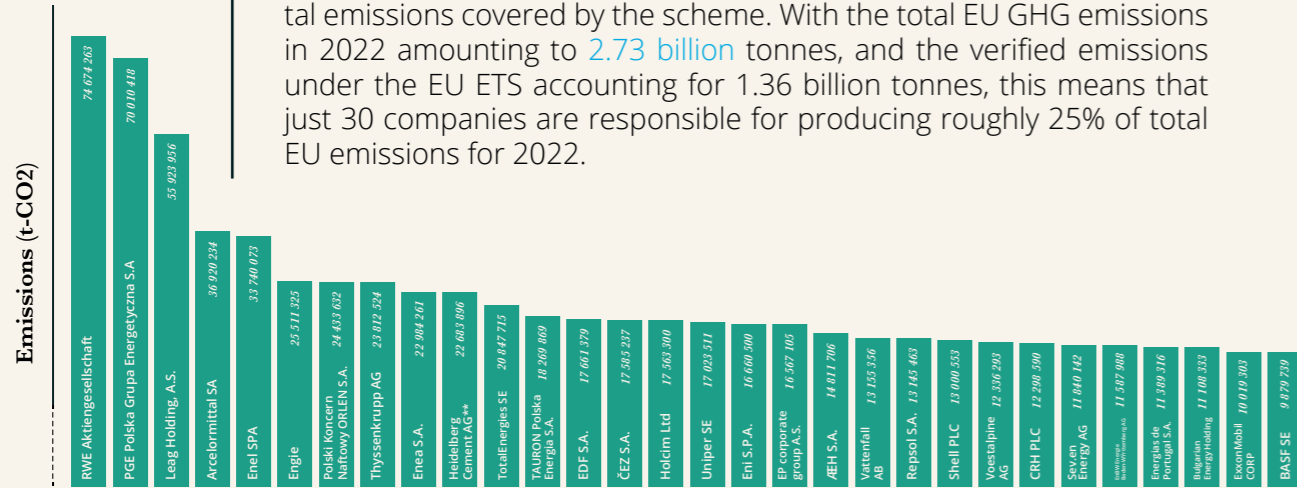 tal emissions covered by the scheme. With the total EU GHG emissions
in 2022 amounting to 2.73 billion tonnes, and the verified emissions
under the EU ETS accounting for 1.36 billion tonnes, this means that
just 30 companies are responsible for producing roughly 25% of total
EU emissions for 2022.
Emissions (t-CO2)
RWE Aktiengesellschaft 74 674 263
PGE Polska Grupa Energetyczna S.A 70 010 418
Leag Holding, A.S. 55 923 956
Arcelormittal SA 36 920 234
Enel SPA 33 740 073
Engie 25 511 325
Polski Koncern
Naftowy ORLEN S.A. 24 433 632
Thyssenkrupp AG 23 812 524
Enea S.A. 22 984 261
Heidelberg
Cement AG** 22 683 896
TotalEnergies SE 20 847 715
TAURON Polska
Energia S.A. 18 269 869
EDF S.A. 17 661 379
ČEZ S.A. 17 585 237
Holcim Ltd 17 563 300
Uniper SE 17 023 511
Eni S.P.A. 16 660 500
EP corporate
group A.S. 16 567 105
ÆH S.A. 14 811 706
Vattenfall
AB 13 155 356
Repsol S.A. 13 145 463
Shell PLC 13 000 553
Voestalpine
AG 12 336 293
CRH PLC 12 298 590
Sev.en
Energy AG 11 840 142
EnBW Energie
Baden-Württemberg AG 11 587 988
Energias de
Portugal S.A. 11 389 316
Bulgarian
Energy Holding 11 108 333
ExxonMobil
CORP 10 019 303
BASF SE 9 879 739